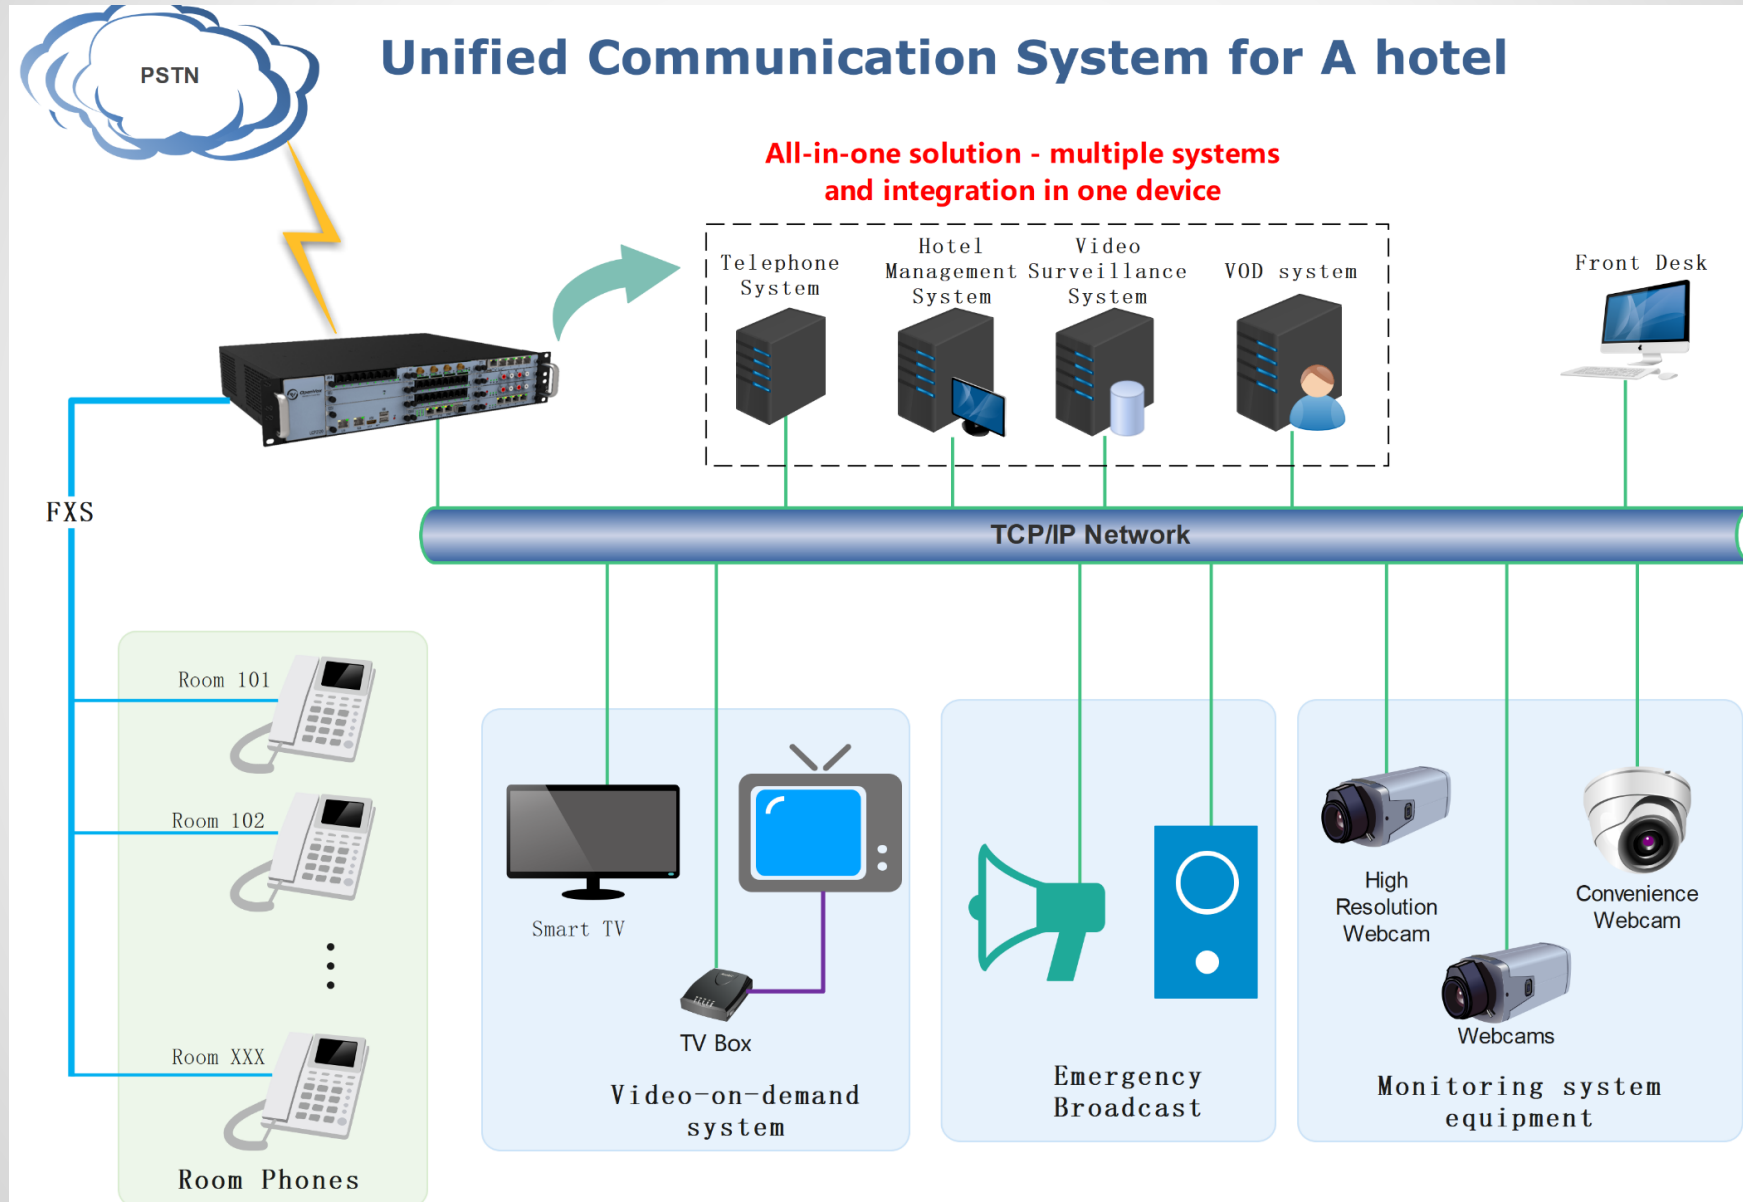 PSTN
Unified Communication System for A hotel
All-in-one solution - multiple systems
and integration in one device
Telephone
System
Hotel
Management
System
Video
Surveillance
System
VOD system
Front Desk
FXS
TCP/IP Network
Room 101
Room 102
Room XXX
Room Phones
Smart TV
TV Box
Video-on-demand
system
Emergency
Broadcast
High
Resolution
Webcam
Convenience
Webcam
Webcams
Monitoring system
equipment